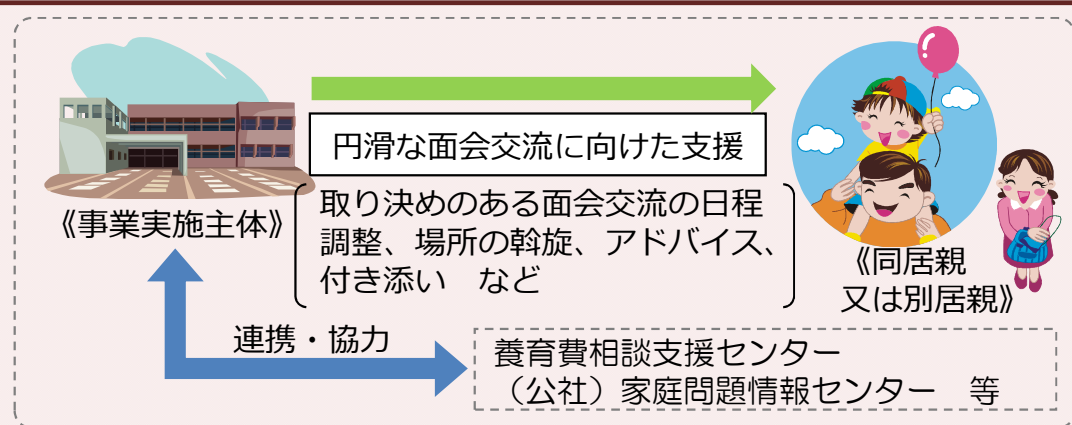 円滑な面会交流に向けた支援
取り決めのある面会交流の日程
調整、場所の斡旋、アドバイス、
付き添い　など
《事業実施主体》
《同居親
又は別居親》
連携・協力
養育費相談支援センター
（公社）家庭問題情報センター　等